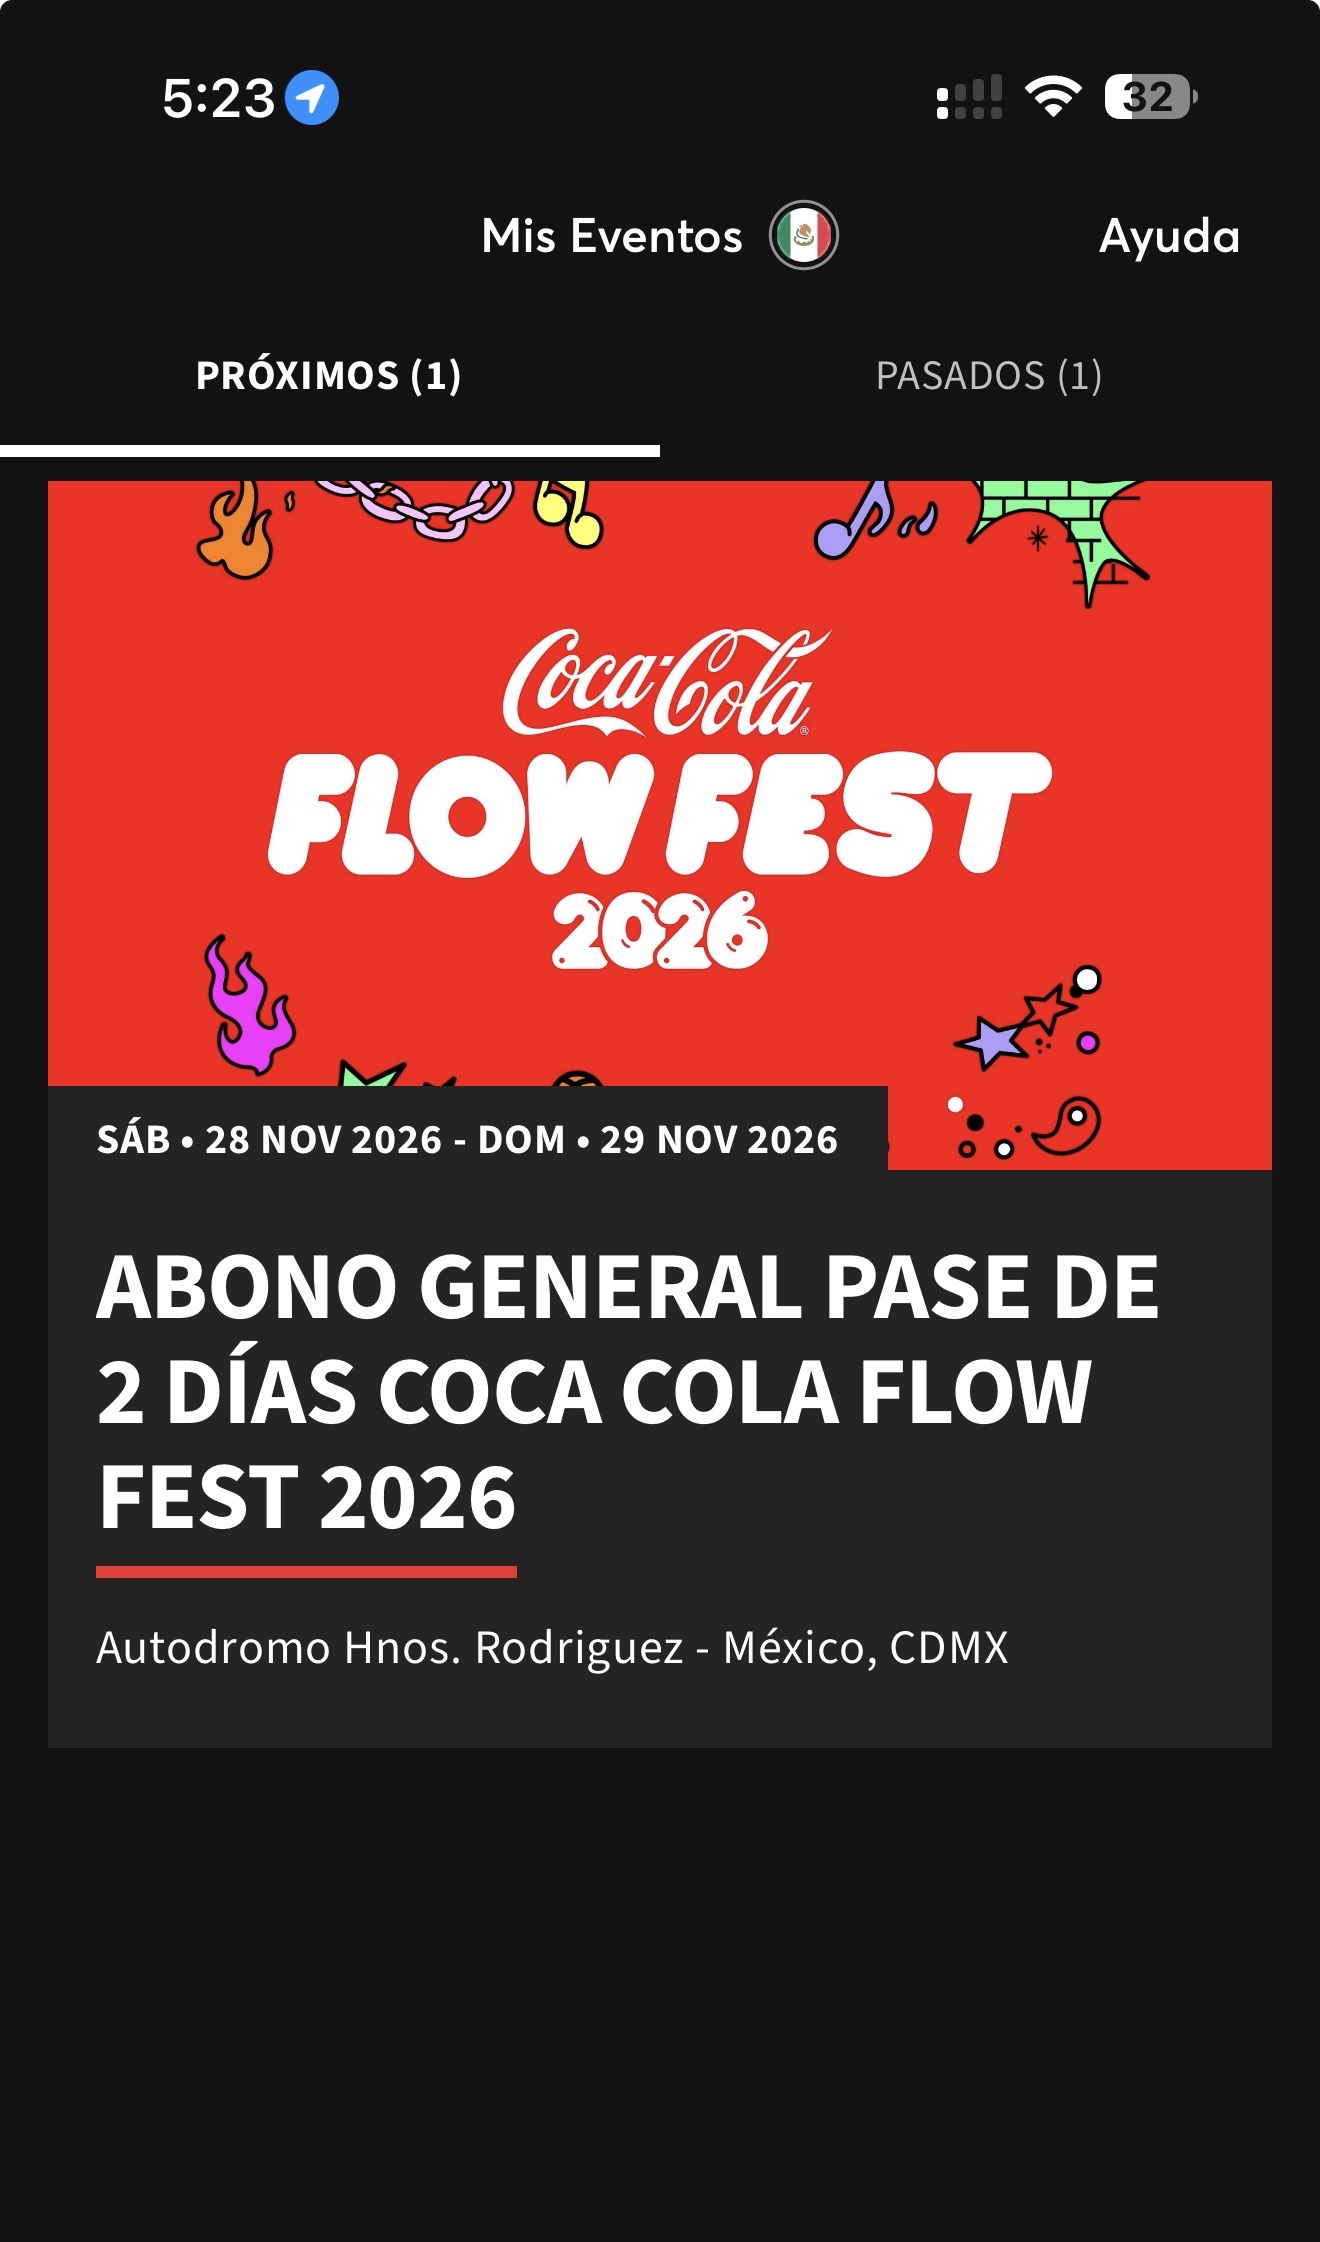 5:23
32
Mis Eventos
Ayuda
PRÓXIMOS (1)
PASADOS (1)
Coca-Cola®
FLOW FEST
2026
SÁB • 28 NOV 2026 - DOM • 29 NOV 2026
ABONO GENERAL PASE DE
2 DÍAS COCA COLA FLOW
FEST 2026
Autodromo Hnos. Rodriguez - México, CDMX